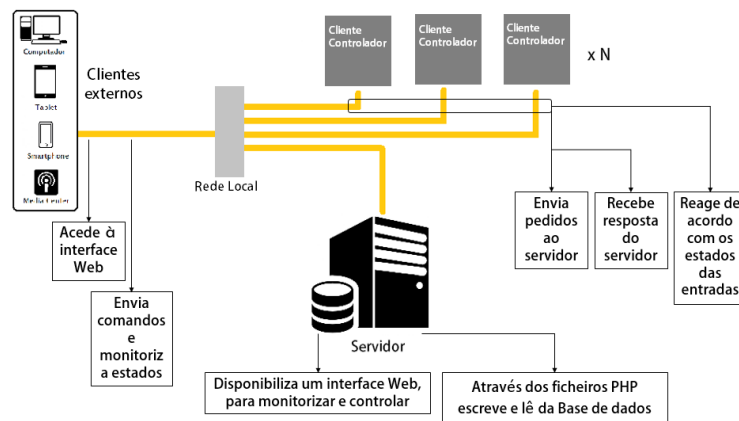 Computador
Tablet
Smartphone
Media Center
Clientes
externos
Cliente
Controlador
Cliente
Controlador
Cliente
Controlador
x N
Rede Local
Acede à
interface
Web
Envia
comandos
e
monitoriz
a estados
Envia
pedidos
ao
servidor
Recebe
resposta
do
servidor
Reage de
acordo
com os
estados
das
entradas
Servidor
Disponibiliza um interface Web,
para monitorizar e controlar
Através dos ficheiros PHP
escreve e lê da Base de dados